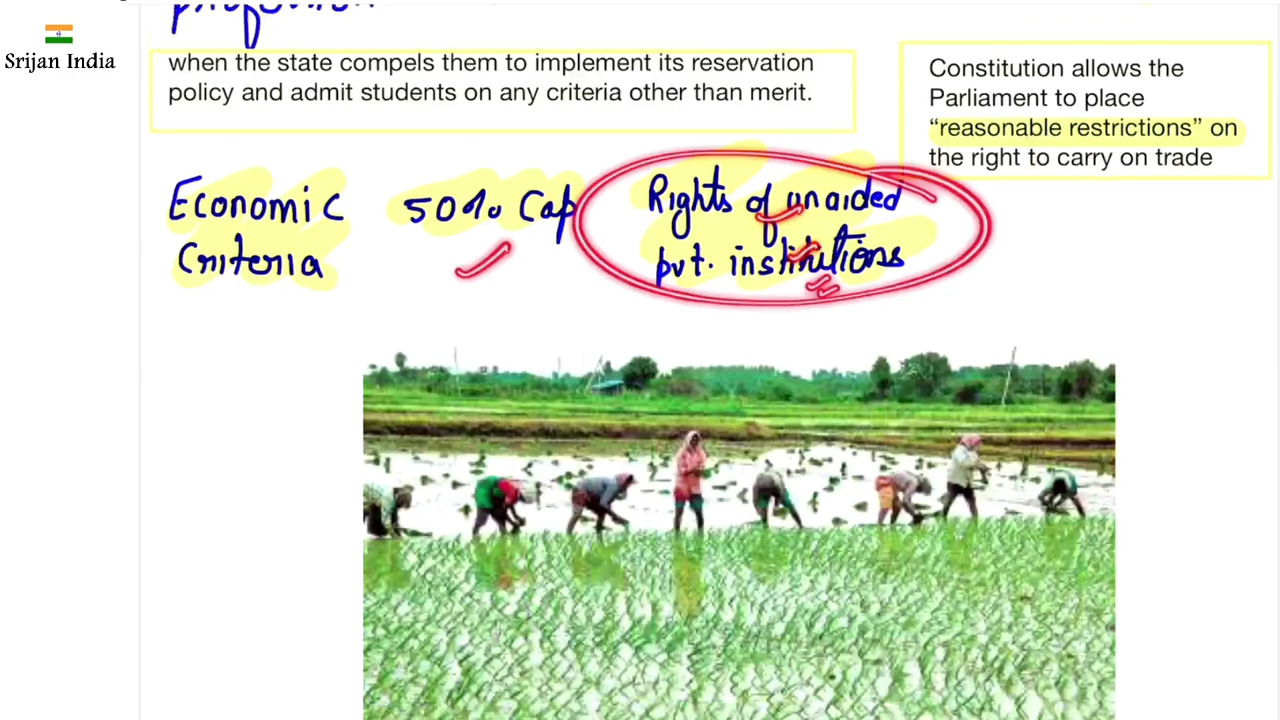 profession
Srijan India
when the state compels them to implement its reservation
policy and admit students on any criteria other than merit.
Constitution allows the
Parliament to place
“reasonable restrictions” on
the right to carry on trade
Economic
Criteria
50% Cap
Rights of unaided
pvt. institutions